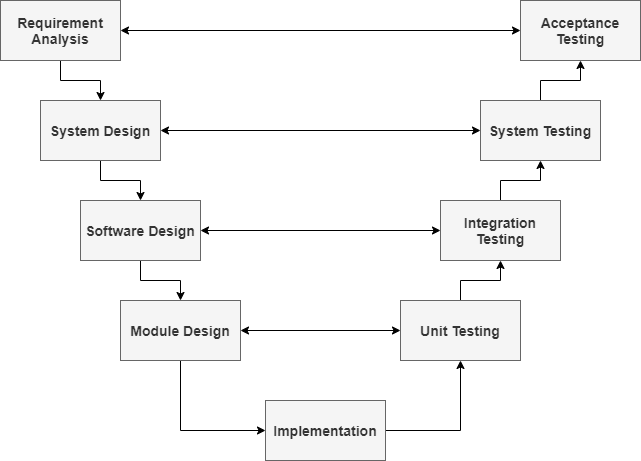 Requirement
Analysis
Acceptance
Testing
System Design
System Testing
Software Design
Integration
Testing
Module Design
Unit Testing
Implementation